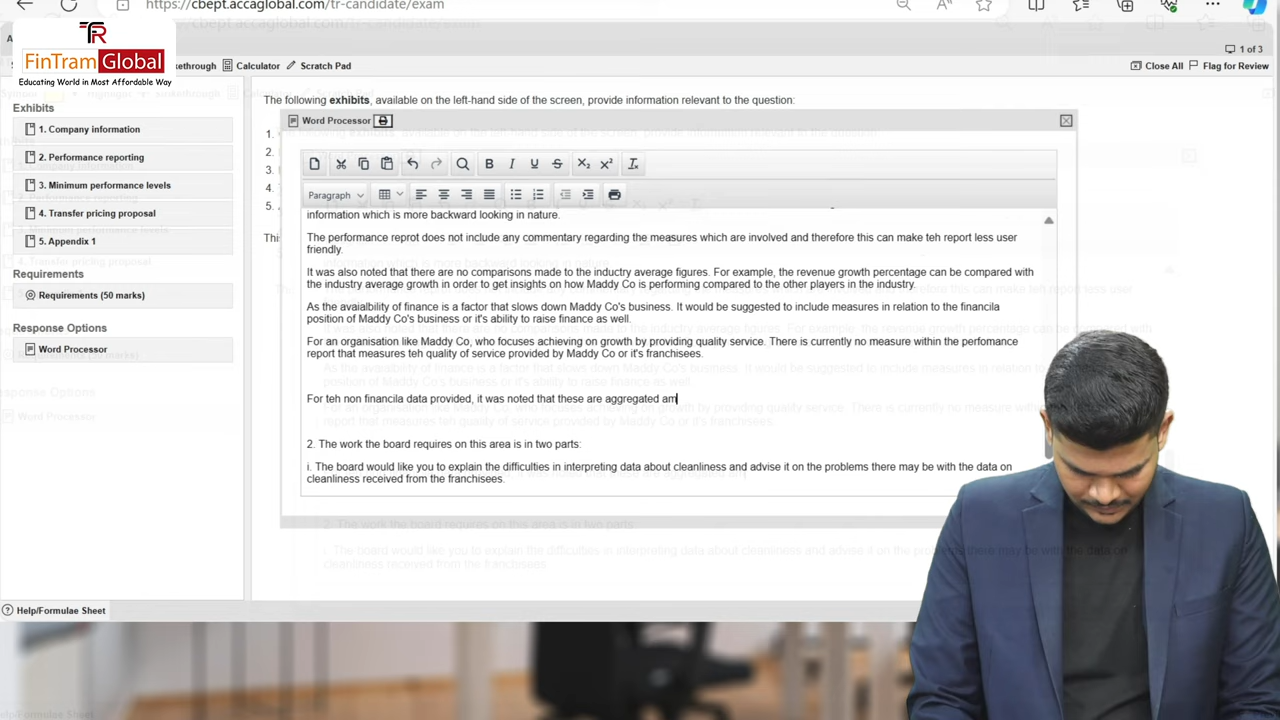 https://cbept.accaglobal.com/tr-candidate/exam
TR
FinTram Global
Educating World in Most Affordable Way
1 of 3
Calculator
Scratch Pad
Close All
Flag for Review
Exhibits
1. Company information
2. Performance reporting
3. Minimum performance levels
4. Transfer pricing proposal
5. Appendix 1
Requirements
Requirements (50 marks)
Response Options
Word Processor
The following exhibits, available on the left-hand side of the screen, provide information relevant to the question:
1.
2.
3.
4.
5.
Word Processor
Paragraph
information which is more backward looking in nature.
The performance reprot does not include any commentary regarding the measures which are involved and therefore this can make teh report less user
friendly.
It was also noted that there are no comparisons made to the industry average figures. For example, the revenue growth percentage can be compared with
the industry average growth in order to get insights on how Maddy Co is performing compared to the other players in the industry.
As the avaialbility of finance is a factor that slows down Maddy Co's business. It would be suggested to include measures in relation to the financila
position of Maddy Co's business or it's ability to raise finance as well.
For an organisation like Maddy Co, who focuses achieving on growth by providing quality service. There is currently no measure within the perfomance
report that measures teh quality of service provided by Maddy Co or it's franchisees.
For teh non financila data provided, it was noted that these are aggregated am
2. The work the board requires on this area is in two parts:
i. The board would like you to explain the difficulties in interpreting data about cleanliness and advise it on the problems there may be with the data on
cleanliness received from the franchisees.
Help/Formulae Sheet